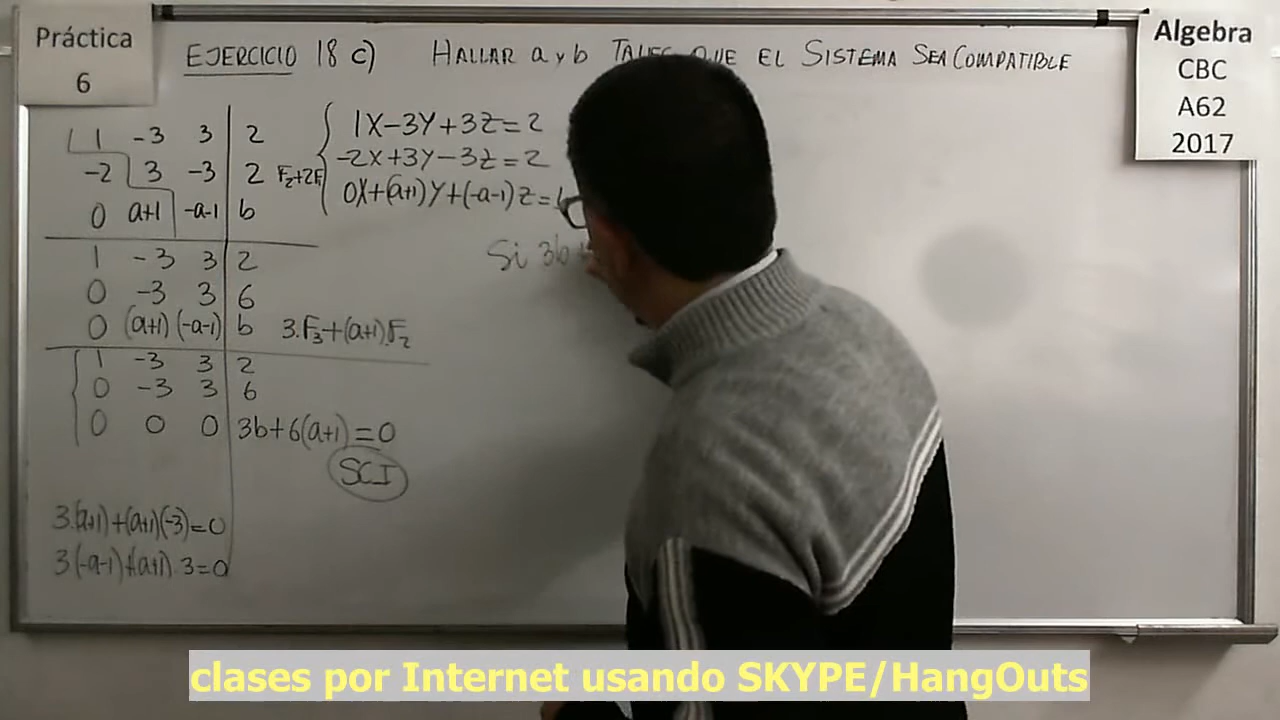 Práctica
6
EJERCICIO 18 c) HALLAR a y b QUE EL SISTEMA SEA COMPATIBLE
Algebra
CBC
A62
2017
1 -3 3 2
-2 3 -3 2 F₂+2F₁
0 a+1 -a-1 b
1X-3Y+3Z=2
-2X+3Y-3Z=2
0X+(a+1)Y+(-a-1)Z=
1 -3 3 2
0 -3 3 6
0 (a+1) (-a-1) b 3.F₃+(a+1).F₂
1 -3 3 2
0 -3 3 6
0 0 0 3b+6(a+1)=0
SCI
3.(a+1)+(a+1)(-3)=0
3(-a-1)+(a+1).3=0
Si 3b
clases por Internet usando SKYPE/HangOuts